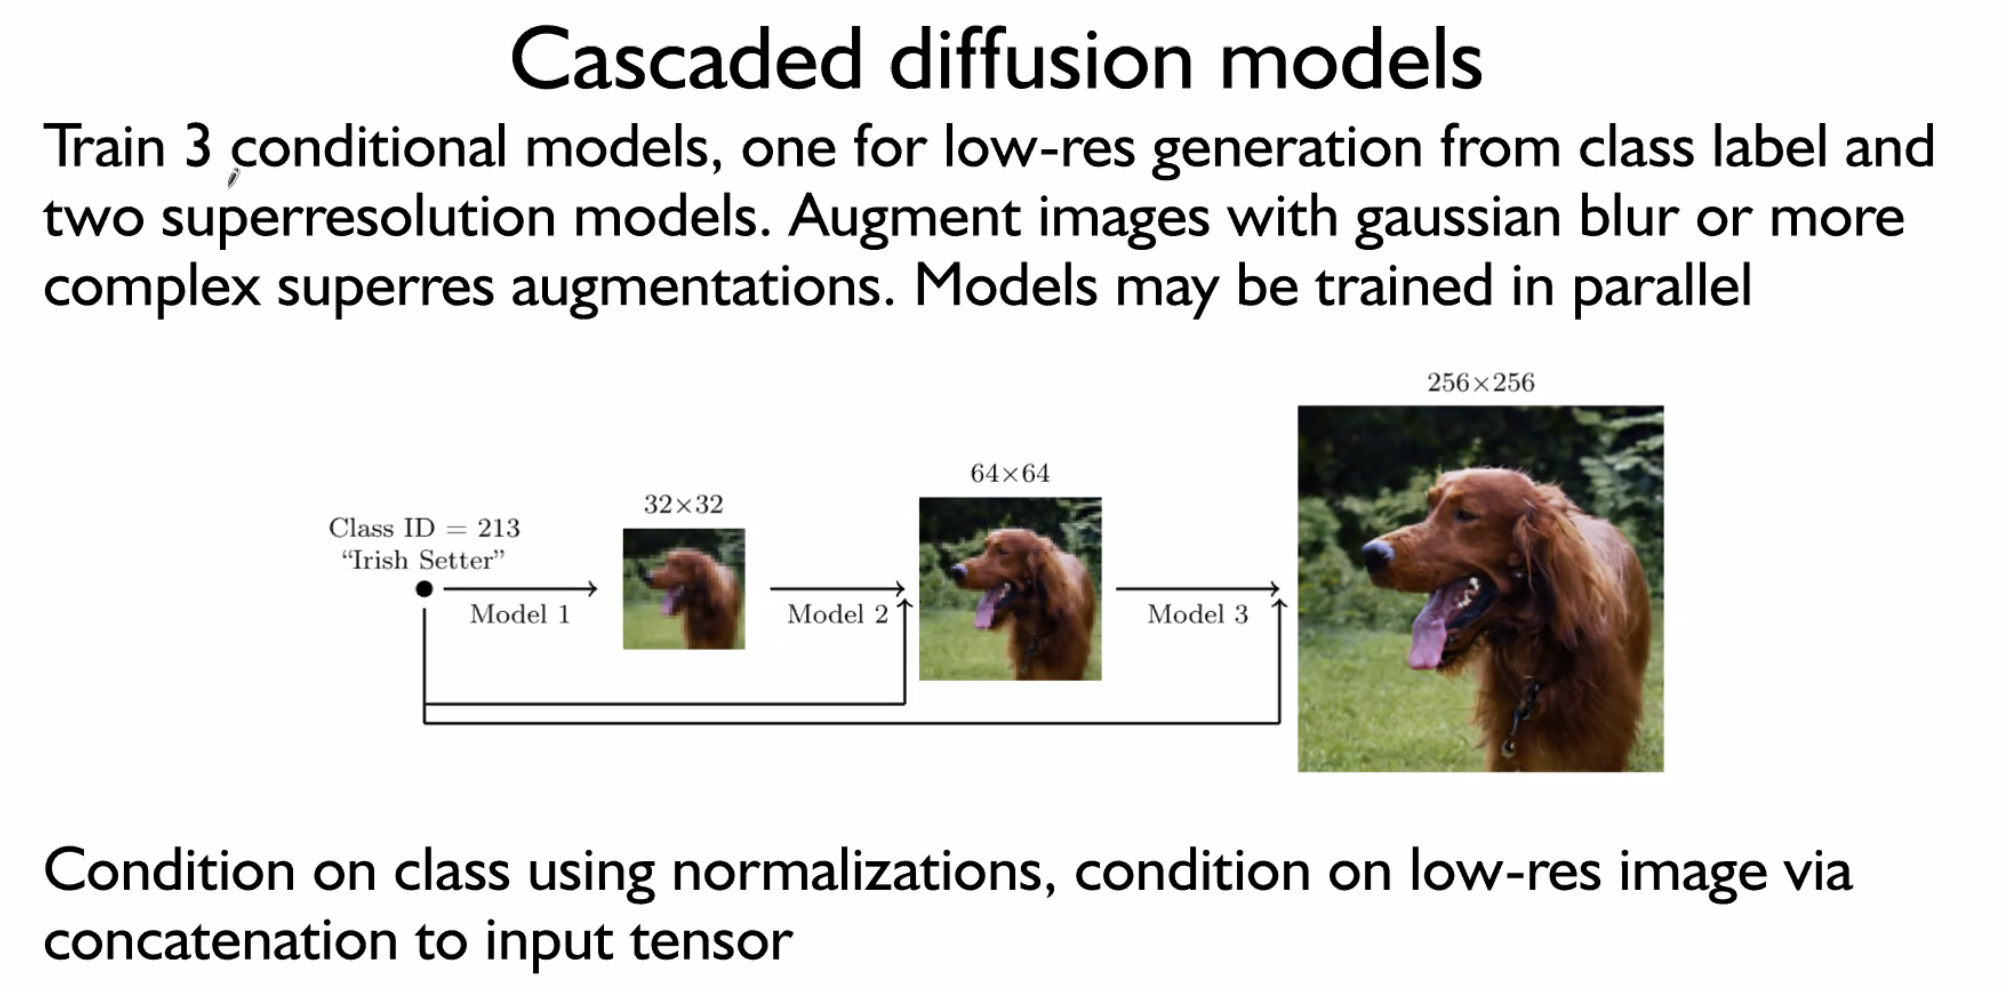 Cascaded diffusion models
Train 3 conditional models, one for low-res generation from class label and
two superresolution models. Augment images with gaussian blur or more
complex superres augmentations. Models may be trained in parallel
256×256
64×64
32×32
Class ID = 213
“Irish Setter”
Model 1
Model 2
Model 3
Condition on class using normalizations, condition on low-res image via
concatenation to input tensor